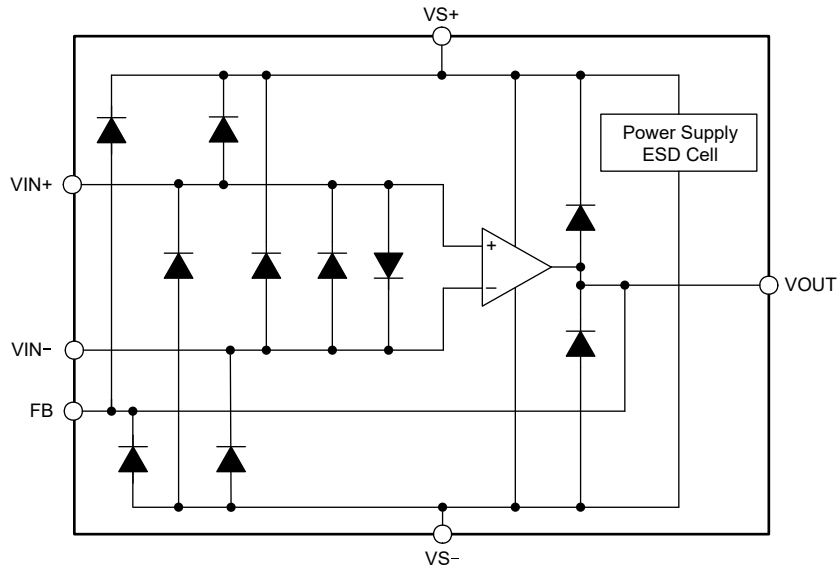 VS+
Power Supply
ESD Cell
VIN+
+
−
VOUT
VIN−
FB
VS−